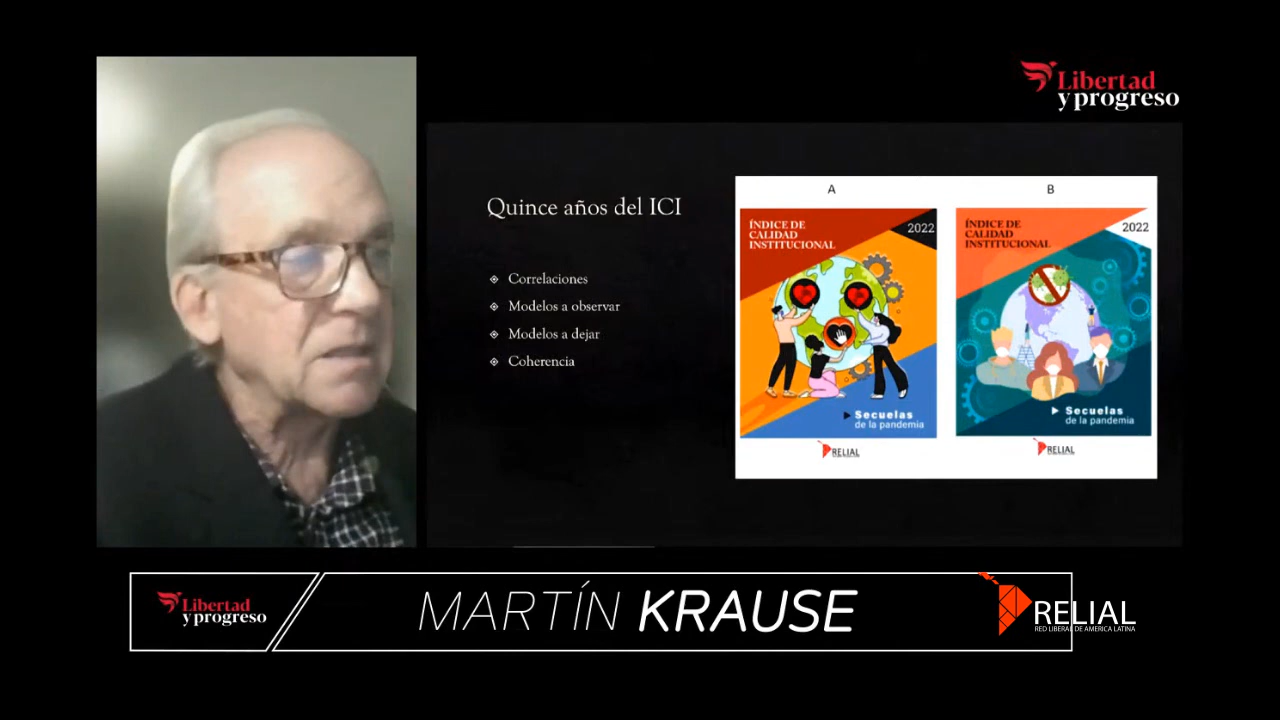 Libertad
y progreso
Quince años del ICI
Correlaciones
Modelos a observar
Modelos a dejar
Coherencia
A
B
ÍNDICE DE
CALIDAD
INSTITUCIONAL
2022
Secuelas
de la pandemia
RELIAL
ÍNDICE DE
CALIDAD
INSTITUCIONAL
2022
Secuelas
de la pandemia
RELIAL
Libertad
y progreso
MARTÍN KRAUSE
RELIAL
RED LIBERAL DE AMERICA LATINA